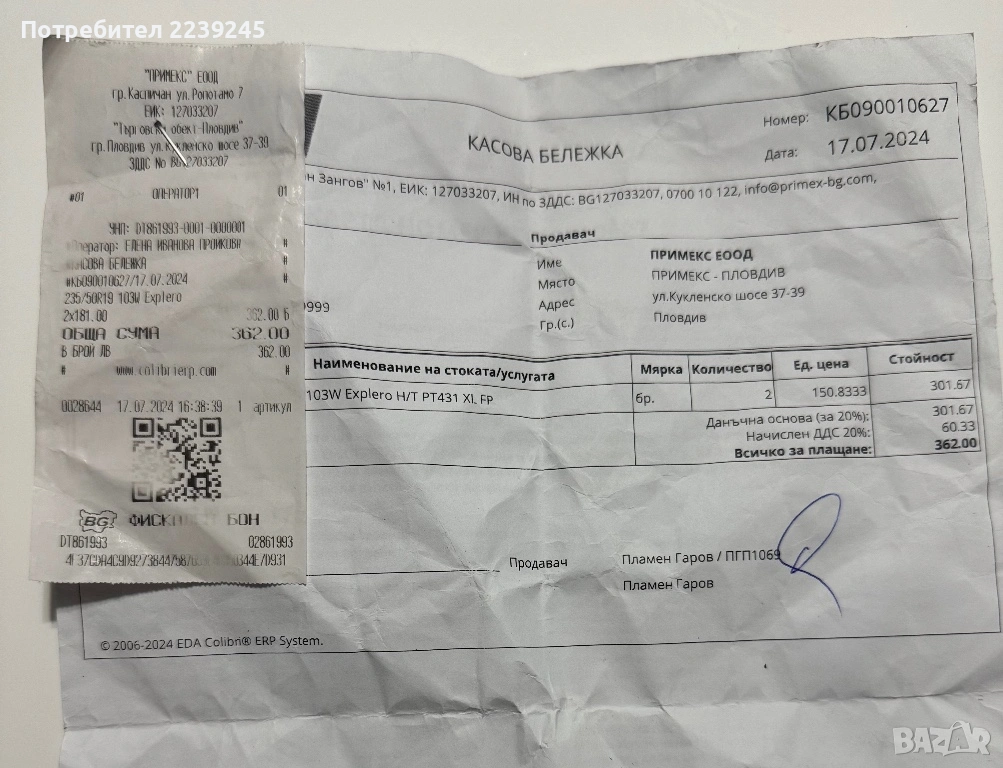 Потребител 2239245
"ПРИМЕКС" ЕООД
гр.Каспичан ул. Ропотамо 7
ЕИК: 127033207
"Търговски обект-Пловдив"
гр.Пловдив ул.Кукленско шосе 37-39
ЗДДС No BG127033207
#01 ОПЕРАТОР1 01
УНП: DT861993-0001-0000001
Оператор: ЕЛЕНА ИВАНОВА #
КАСОВА БЕЛЕЖКА #
#КБ090010627/17.07.2024 #
235/50R19 103W Explero
2x181.00 362.00 Б
ОБЩА СУМА 362.00
В БРОЙ ЛВ 362.00
# www.colibrierp.com #
0028644 17.07.2024 16:38:39 1 артикул
BG ФИСКАЛЕН БОН
DT861993 02861993
КАСОВА БЕЛЕЖКА
Номер: КБ090010627
Дата: 17.07.2024
он Зангов" №1, ЕИК: 127033207, ИН по ЗДДС: BG127033207, 0700 10 122, info@primex-bg.com,
Продавач
Име ПРИМЕКС ЕООД
Място ПРИМЕКС - ПЛОВДИВ
Адрес ул.Кукленско шосе 37-39
Гр.(с.) Пловдив
9999
Наименование на стоката/услугата Мярка Количество Ед. цена Стойност
103W Explero H/T PT431 XL FP бр. 2 150.8333 301.67
Данъчна основа (за 20%): 301.67
Начислен ДДС 20%: 60.33
Всичко за плащане: 362.00
Продавач Пламен Гаров / ПГП1069
Пламен Гаров
© 2006-2024 EDA Colibri® ERP System.
BAZAR